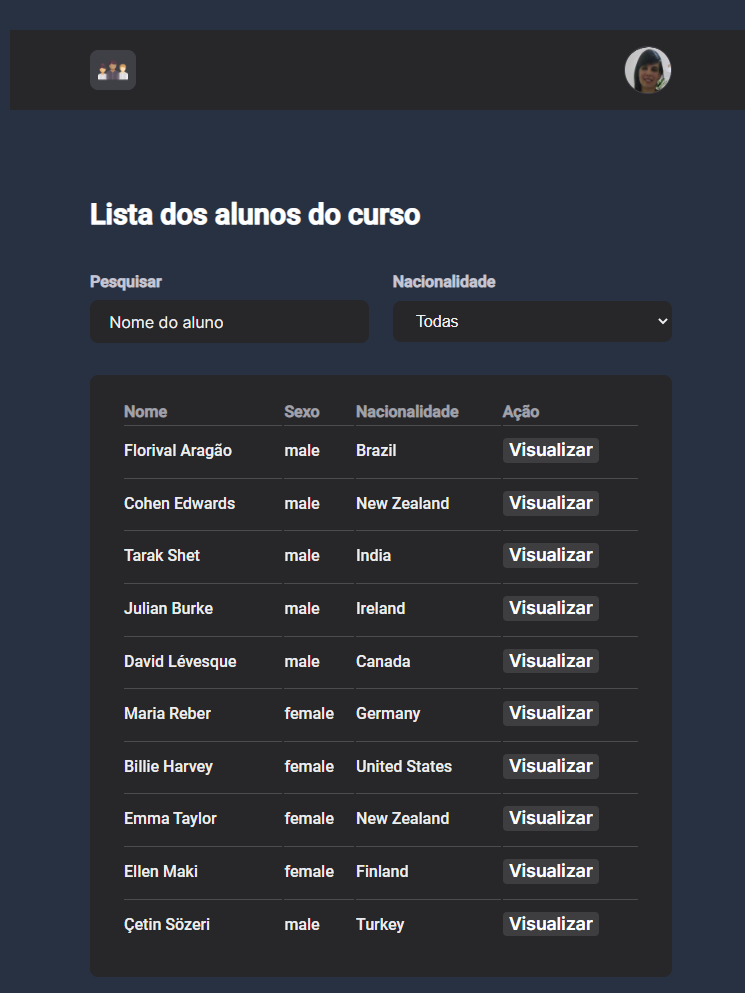 Lista dos alunos do curso
Pesquisar Nacionalidade
Nome do aluno Todas
Nome Sexo Nacionalidade Ação
Florival Aragão male Brazil Visualizar
Cohen Edwards male New Zealand Visualizar
Tarak Shet male India Visualizar
Julian Burke male Ireland Visualizar
David Lévesque male Canada Visualizar
Maria Reber female Germany Visualizar
Billie Harvey female United States Visualizar
Emma Taylor female New Zealand Visualizar
Ellen Maki female Finland Visualizar
Çetin Sözeri male Turkey Visualizar